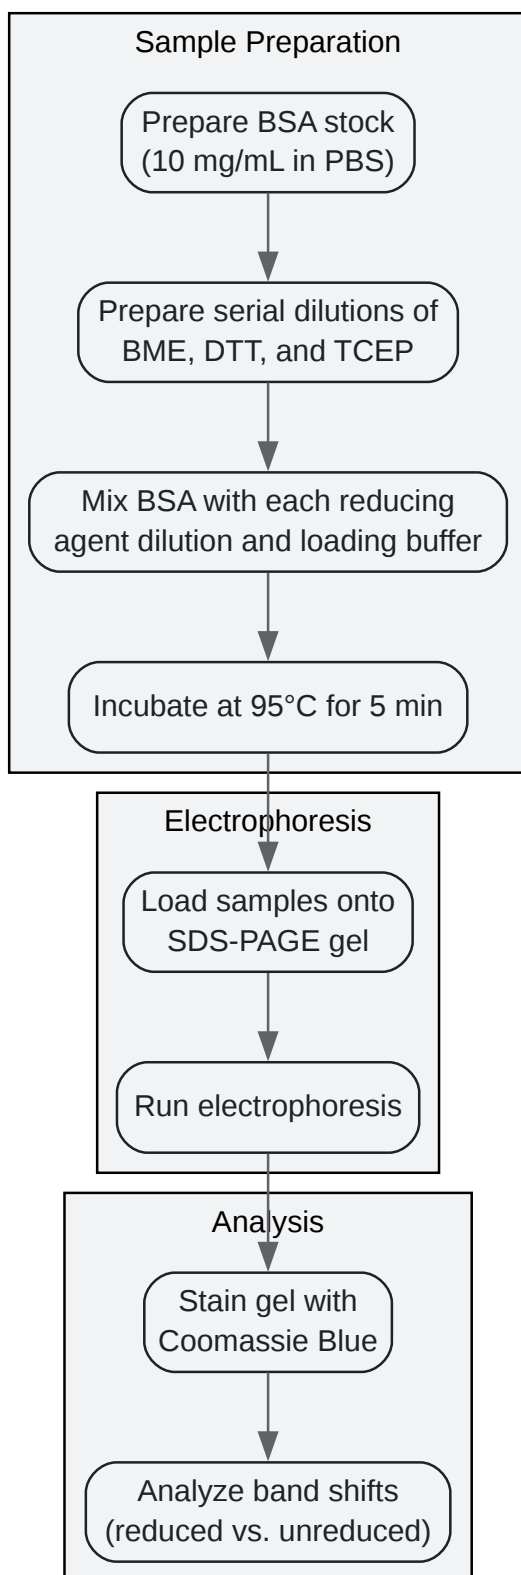 Sample Preparation
Prepare BSA stock
(10 mg/mL in PBS)
Prepare serial dilutions of
BME, DTT, and TCEP
Mix BSA with each reducing
agent dilution and loading buffer
Incubate at 95°C for 5 min
Electrophoresis
Load samples onto
SDS-PAGE gel
Run electrophoresis
Analysis
Stain gel with
Coomassie Blue
Analyze band shifts
(reduced vs. unreduced)